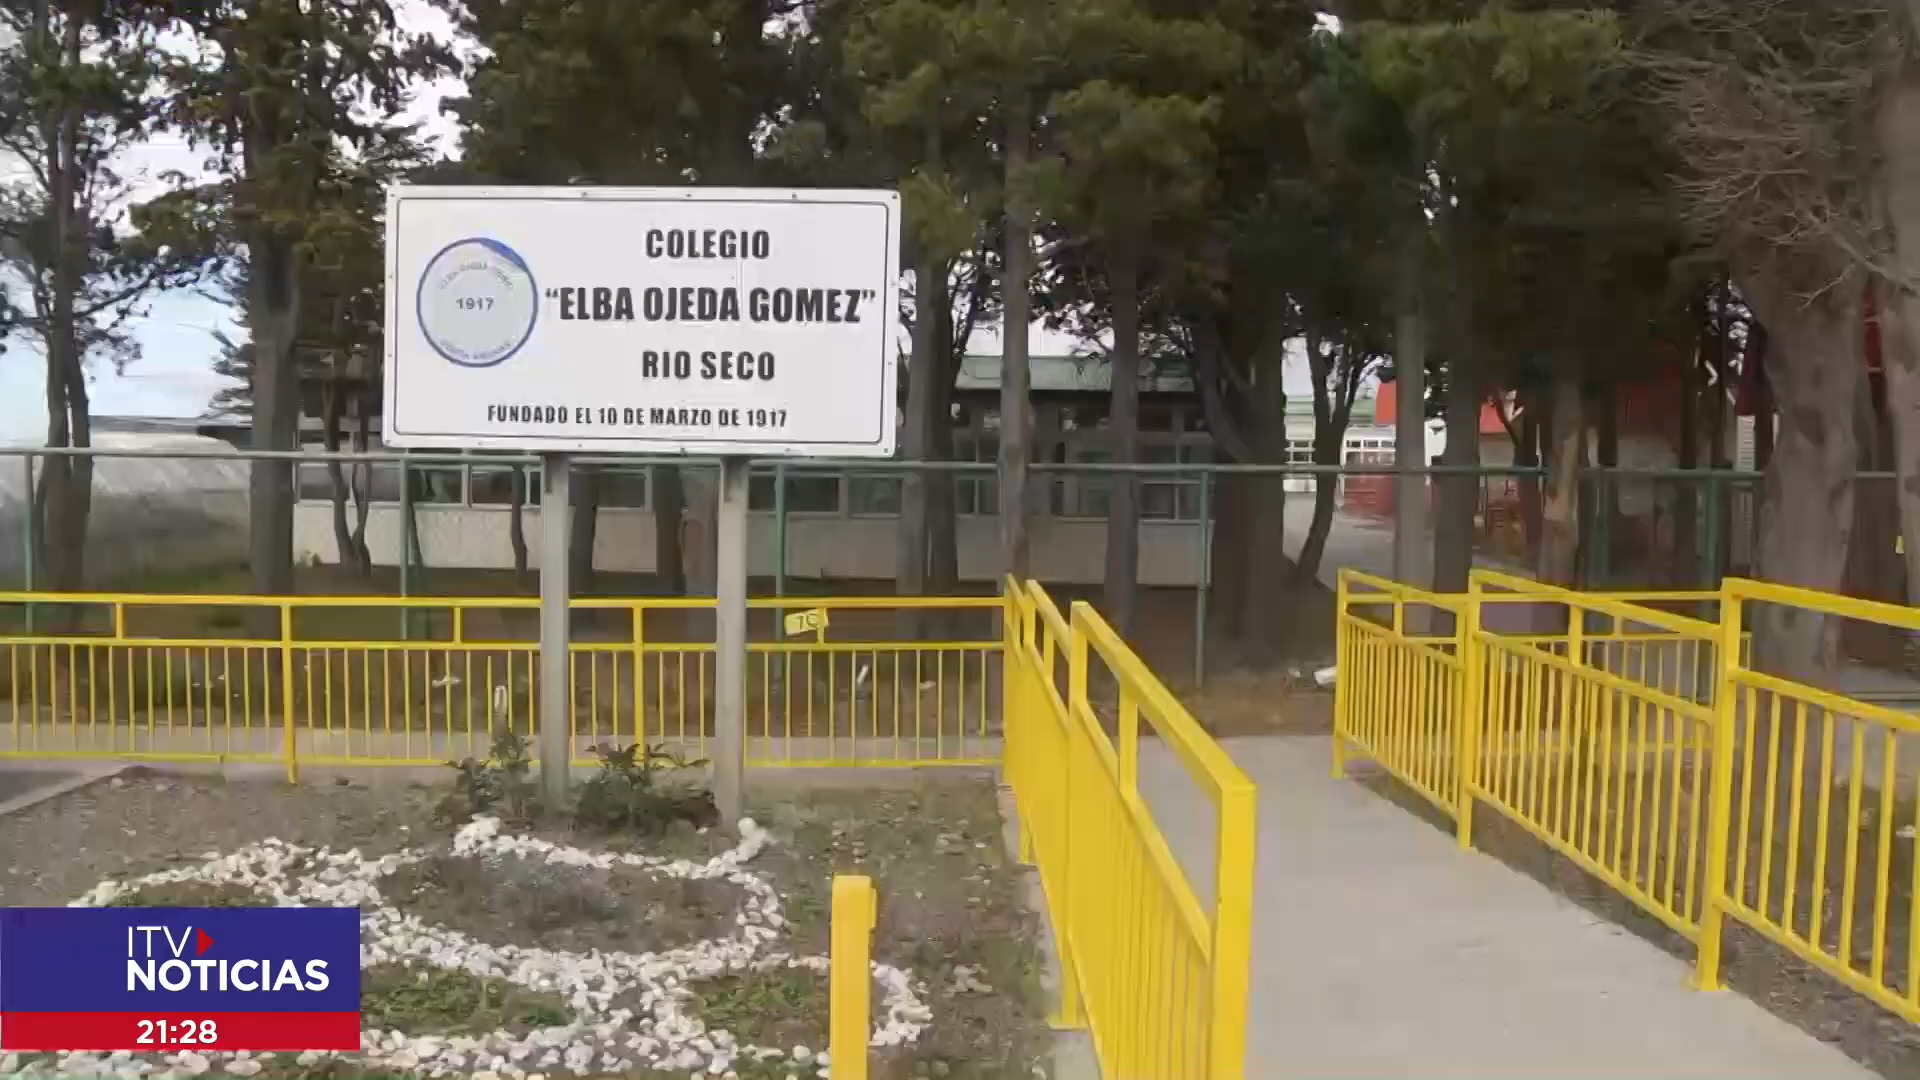 COLEGIO
"ELBA OJEDA GOMEZ"
RIO SECO
FUNDADO EL 10 DE MARZO DE 1917
1917
ITV
NOTICIAS
21:28